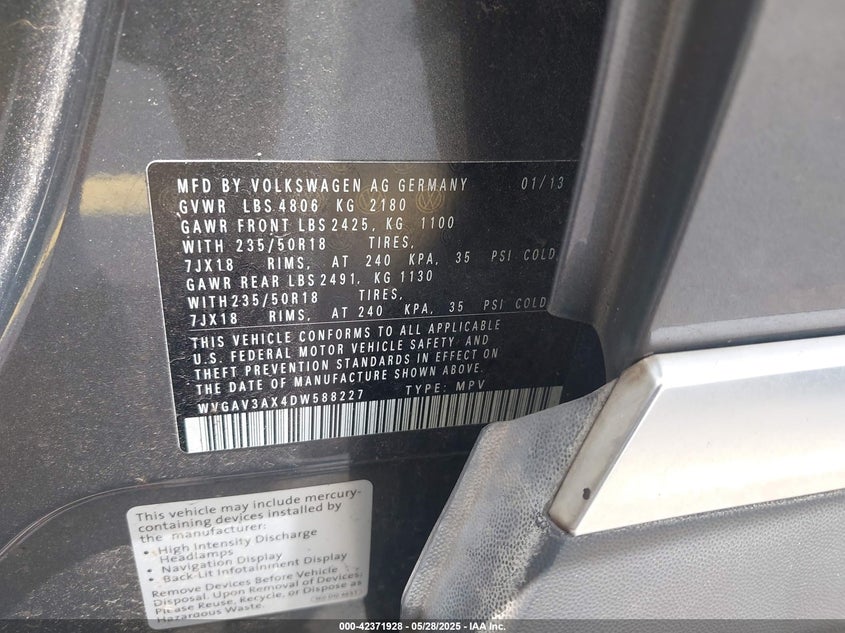 MFD BY VOLKSWAGEN AG GERMANY 01/13
GVWR LBS 4806 KG 2180
GAWR FRONT LBS 2425, KG 1100
WITH 235/50R18 TIRES,
7JX18 RIMS, AT 240 KPA, 35 PSI COLD
GAWR REAR LBS 2491, KG 1130
WITH 235/50R18 TIRES,
7JX18 RIMS, AT 240 KPA, 35 PSI COLD
THIS VEHICLE CONFORMS TO ALL APPLICABLE
U.S. FEDERAL MOTOR VEHICLE SAFETY AND
THEFT PREVENTION STANDARDS IN EFFECT ON
THE DATE OF MANUFACTURE SHOWN ABOVE.
WVGAV3AX4DW588227 TYPE: MPV
This vehicle may include mercury-
containing devices installed by
the manufacturer:
• High Intensity Discharge
Headlamps
• Navigation Display
• Back-Lit Infotainment Display
Remove Devices Before Vehicle
Disposal. Upon Removal of Devices,
Please Reuse, Recycle, or Dispose as
Hazardous Waste.
000-42371928 — 05/28/2025 — IAA Inc.